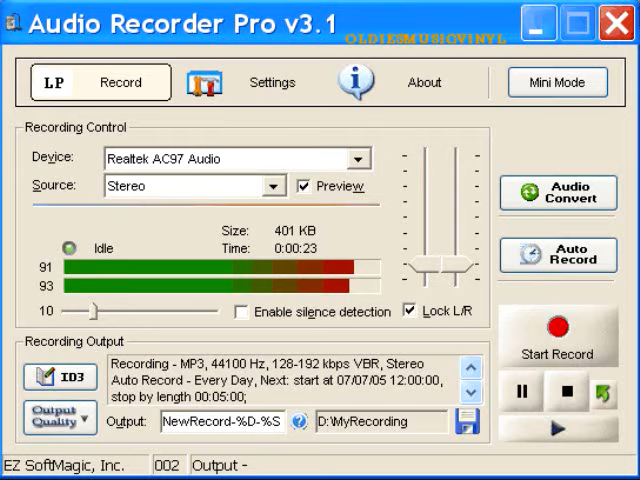 Audio Recorder Pro v3.1
OLDIESMUSICVINYL
LP Record Settings About Mini Mode
Recording Control
Device: Realtek AC97 Audio
Source: Stereo Preview
Audio
Convert
Size: 401 KB
Idle Time: 0:00:23
Auto
Record
91
93
10 Enable silence detection Lock L/R
Start Record
Recording Output
ID3
Recording - MP3, 44100 Hz, 128-192 kbps VBR, Stereo
Auto Record - Every Day, Next: start at 07/07/05 12:00:00,
stop by length 00:05:00;
Output
Quality
Output: NewRecord-%D-%S D:\MyRecording
EZ SoftMagic, Inc. 002 Output -